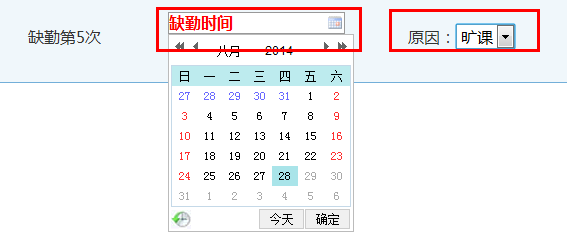 缺勤第5次 缺勤时间 原因：旷课
八月 2014
日 一 二 三 四 五 六
27 28 29 30 31 1 2
3 4 5 6 7 8 9
10 11 12 13 14 15 16
17 18 19 20 21 22 23
24 25 26 27 28 29 30
31 1 2 3 4 5 6
今天 确定